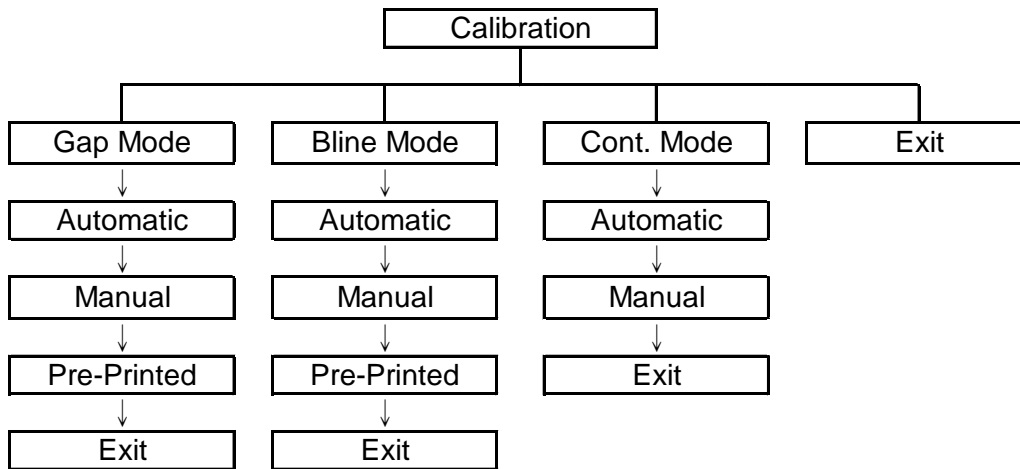 Calibration
Gap Mode
Bline Mode
Cont. Mode
Exit
Automatic
Automatic
Automatic
Manual
Manual
Manual
Pre-Printed
Pre-Printed
Exit
Exit
Exit